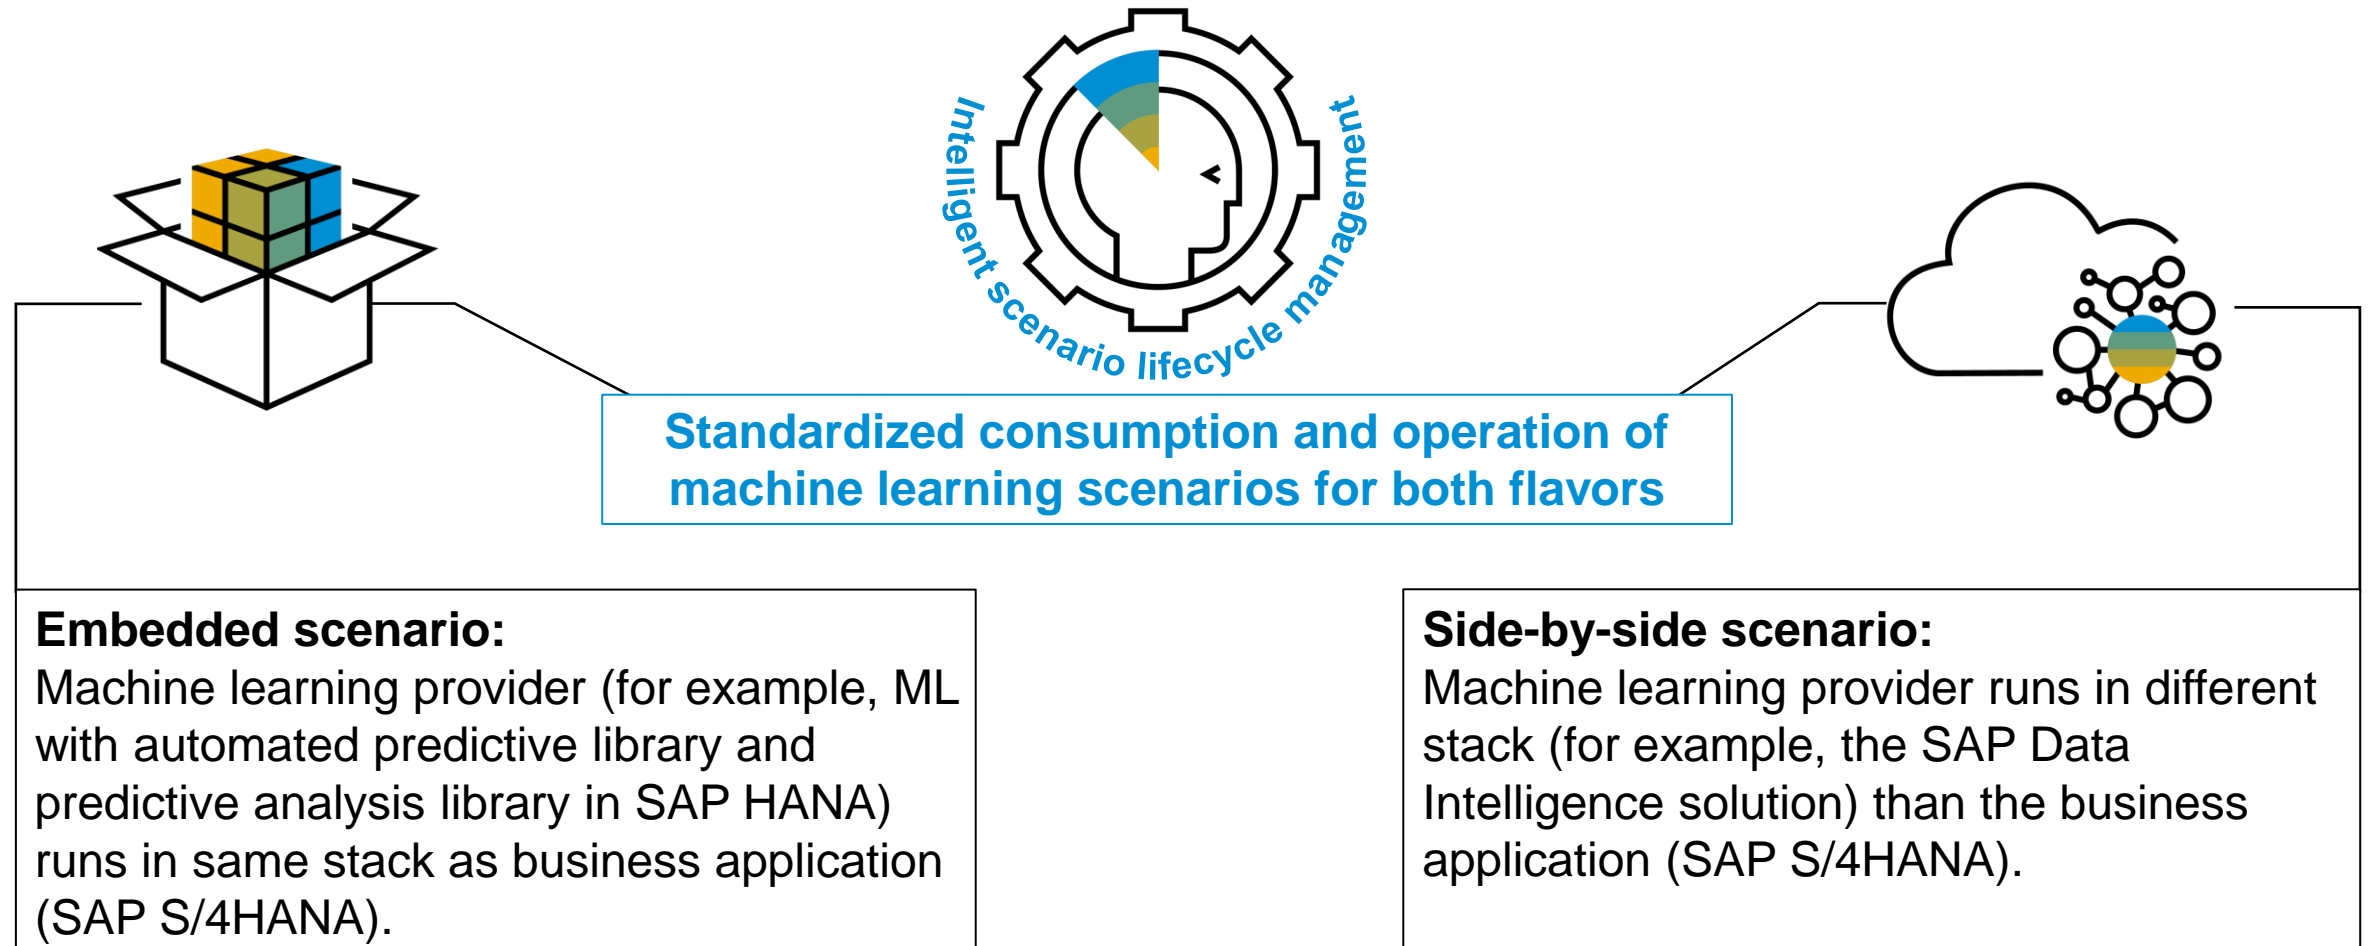 Intelligent scenario lifecycle management
Standardized consumption and operation of
machine learning scenarios for both flavors
Embedded scenario:
Machine learning provider (for example, ML
with automated predictive library and
predictive analysis library in SAP HANA)
runs in same stack as business application
(SAP S/4HANA).
Side-by-side scenario:
Machine learning provider runs in different
stack (for example, the SAP Data
Intelligence solution) than the business
application (SAP S/4HANA).